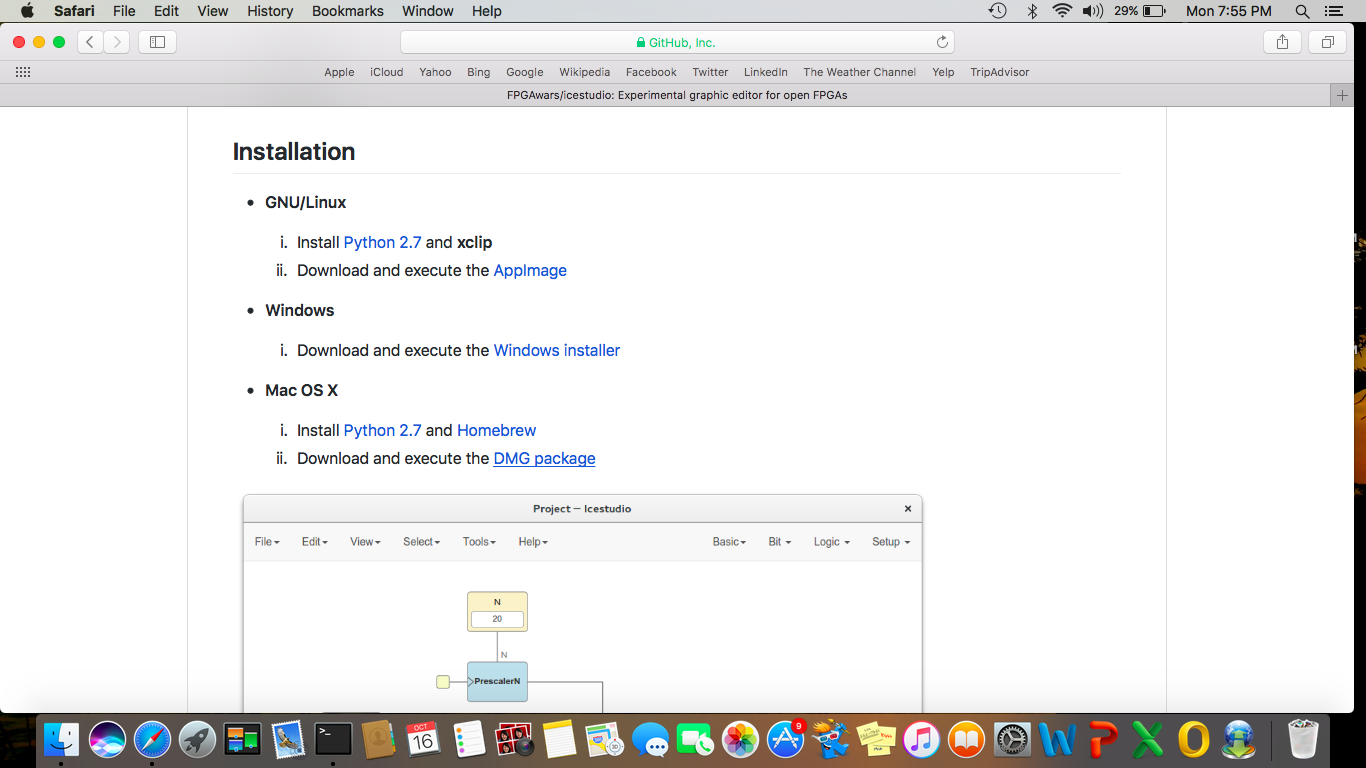 Safari File Edit View History Bookmarks Window Help 29% Mon 7:55 PM
GitHub, Inc.
Apple iCloud Yahoo Bing Google Wikipedia Facebook Twitter LinkedIn The Weather Channel Yelp TripAdvisor
FPGAwars/icestudio: Experimental graphic editor for open FPGAs
Installation
• GNU/Linux
i. Install Python 2.7 and xclip
ii. Download and execute the AppImage
• Windows
i. Download and execute the Windows installer
• Mac OS X
i. Install Python 2.7 and Homebrew
ii. Download and execute the DMG package
Project – Icestudio
File Edit View Select Tools Help Basic Bit Logic Setup
N
20
N
PrescalerN
OCT
16
9